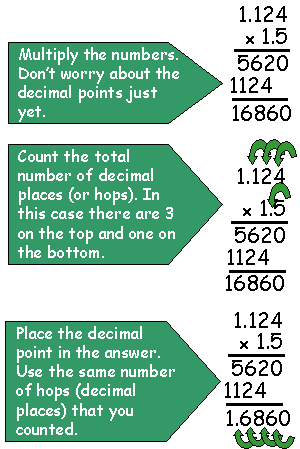 Multiply the numbers.
Don't worry about the
decimal points just
yet.
1.124
× 1.5
5620
1124
16860
Count the total
number of decimal
places (or hops). In
this case there are 3
on the top and one on
the bottom.
1.124
× 1.5
5620
1124
16860
Place the decimal
point in the answer.
Use the same number
of hops (decimal
places) that you
counted.
1.124
× 1.5
5620
1124
1.6860